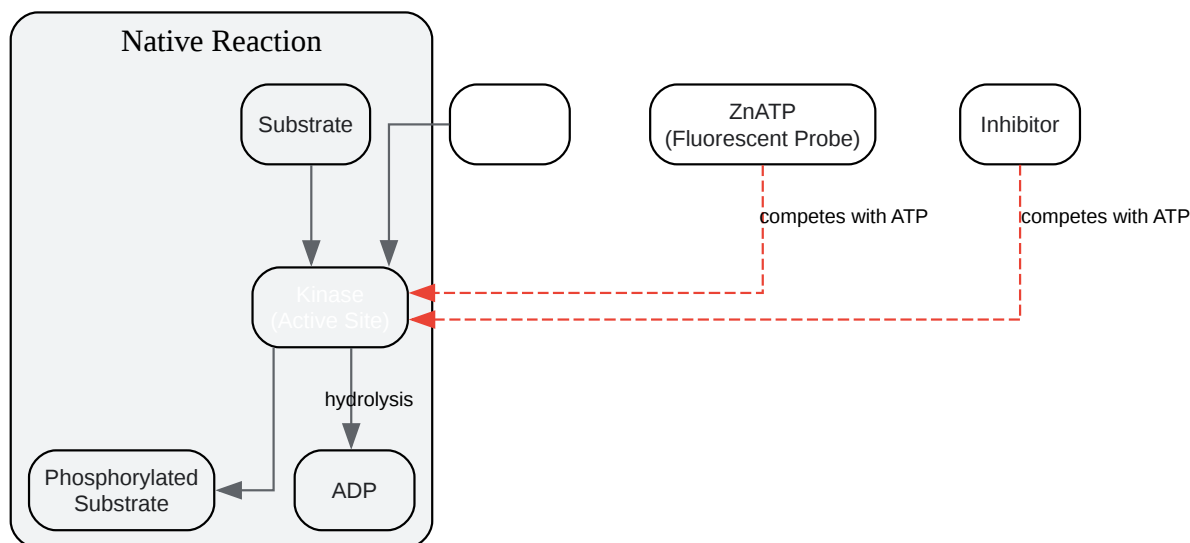 Native Reaction
Substrate
ZnATP
(Fluorescent Probe)
Inhibitor
competes with ATP
competes with ATP
Kinase
(Active Site)
hydrolysis
Phosphorylated
Substrate
ADP